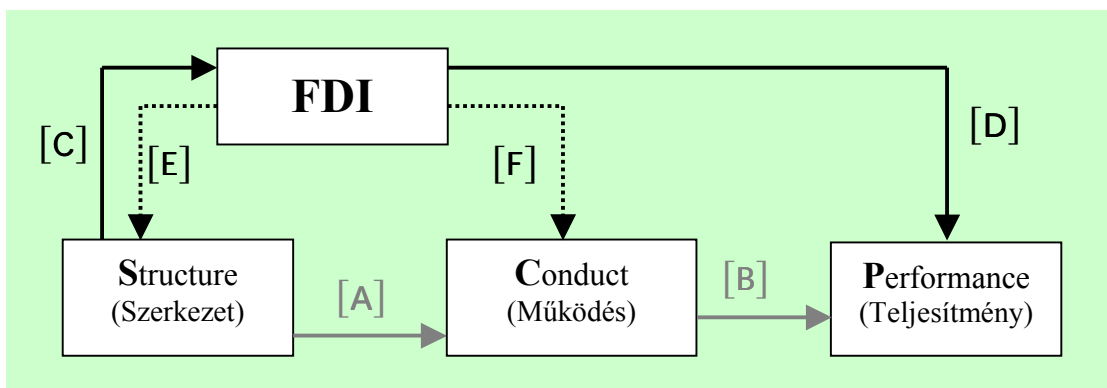 FDI
[C]
[E]
[F]
[D]
Structure
(Szerkezet)
[A]
Conduct
(Működés)
[B]
Performance
(Teljesítmény)